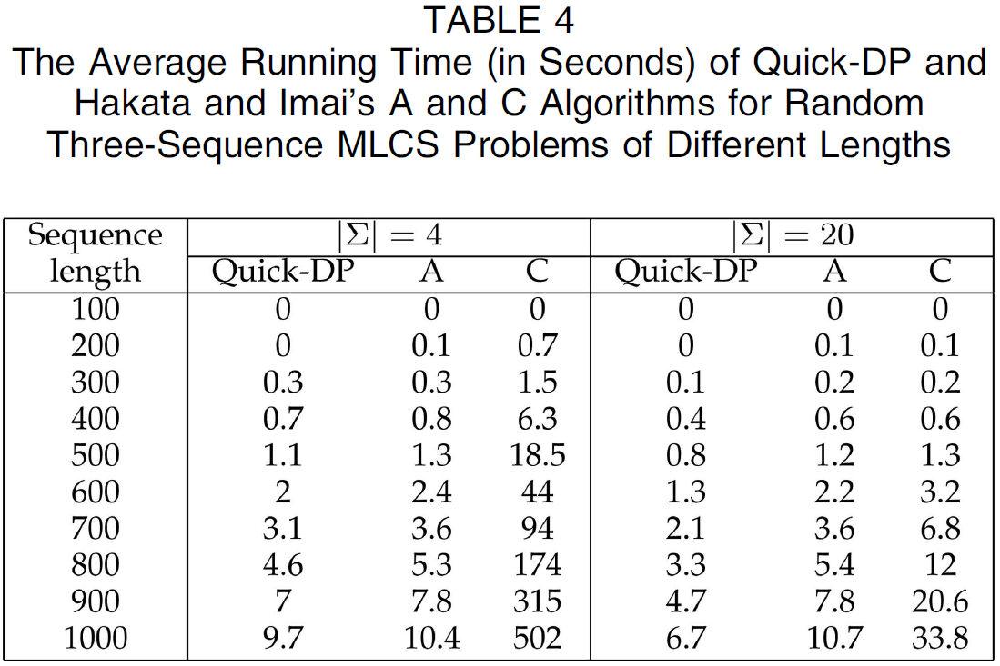 TABLE 4
The Average Running Time (in Seconds) of Quick-DP and
Hakata and Imai's A and C Algorithms for Random
Three-Sequence MLCS Problems of Different Lengths
Sequence |Σ| = 4 |Σ| = 20
length Quick-DP A C Quick-DP A C
100 0 0 0 0 0 0
200 0 0.1 0.7 0 0.1 0.1
300 0.3 0.3 1.5 0.1 0.2 0.2
400 0.7 0.8 6.3 0.4 0.6 0.6
500 1.1 1.3 18.5 0.8 1.2 1.3
600 2 2.4 44 1.3 2.2 3.2
700 3.1 3.6 94 2.1 3.6 6.8
800 4.6 5.3 174 3.3 5.4 12
900 7 7.8 315 4.7 7.8 20.6
1000 9.7 10.4 502 6.7 10.7 33.8